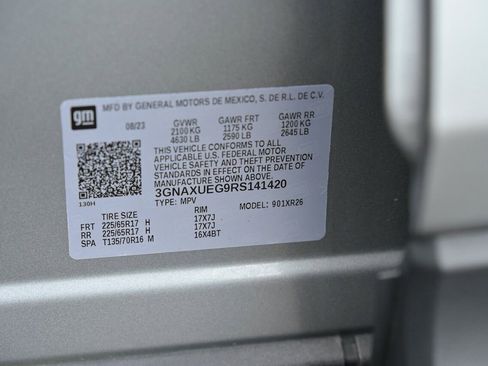 gm
MFD BY GENERAL MOTORS DE MEXICO, S. DE R.L. DE C.V.
08/23 GVWR GAWR FRT GAWR RR
2100 KG 1175 KG 1200 KG
4630 LB 2590 LB 2645 LB
THIS VEHICLE CONFORMS TO ALL
APPLICABLE U.S. FEDERAL MOTOR
VEHICLE SAFETY AND THEFT PREVENTION
STANDARDS IN EFFECT ON THE DATE OF
MANUFACTURE SHOWN ABOVE.
3GNAXUEG9RS141420
130H TYPE: MPV MODEL: 901XR26
TIRE SIZE RIM
FRT 225/65R17 H 17X7J
RR 225/65R17 H 17X7J
SPA T135/70R16 M 16X4BT